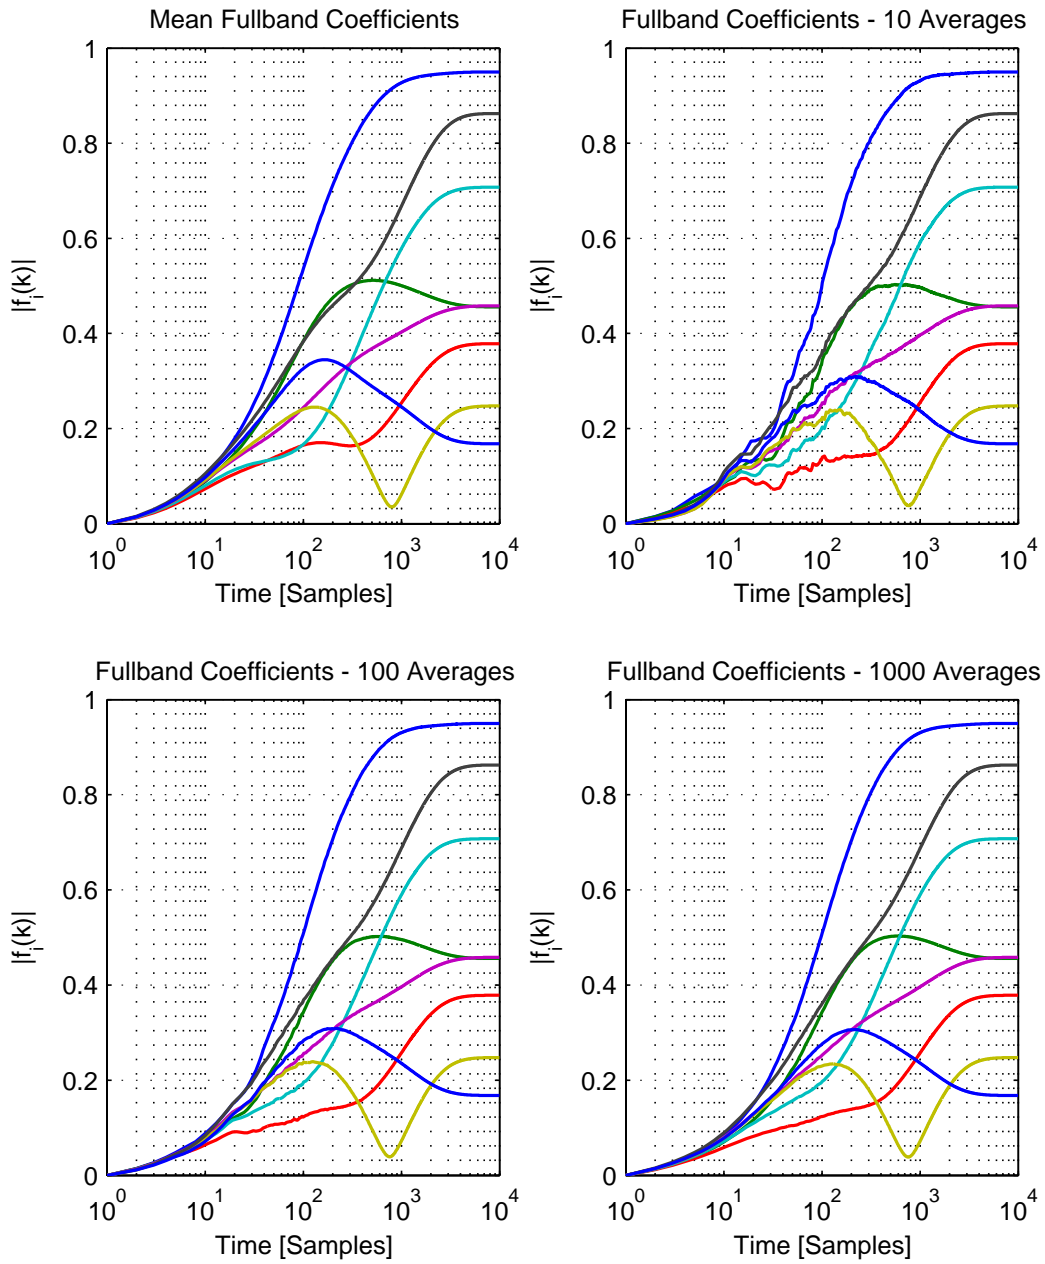 Mean Fullband Coefficients
1
0.8
0.6
0.4
0.2
0
|f_i(k)|
10^0 10^1 10^2 10^3 10^4
Time [Samples]
Fullband Coefficients - 10 Averages
1
0.8
0.6
0.4
0.2
0
|f_i(k)|
10^0 10^1 10^2 10^3 10^4
Time [Samples]
Fullband Coefficients - 100 Averages
1
0.8
0.6
0.4
0.2
0
|f_i(k)|
10^0 10^1 10^2 10^3 10^4
Time [Samples]
Fullband Coefficients - 1000 Averages
1
0.8
0.6
0.4
0.2
0
|f_i(k)|
10^0 10^1 10^2 10^3 10^4
Time [Samples]